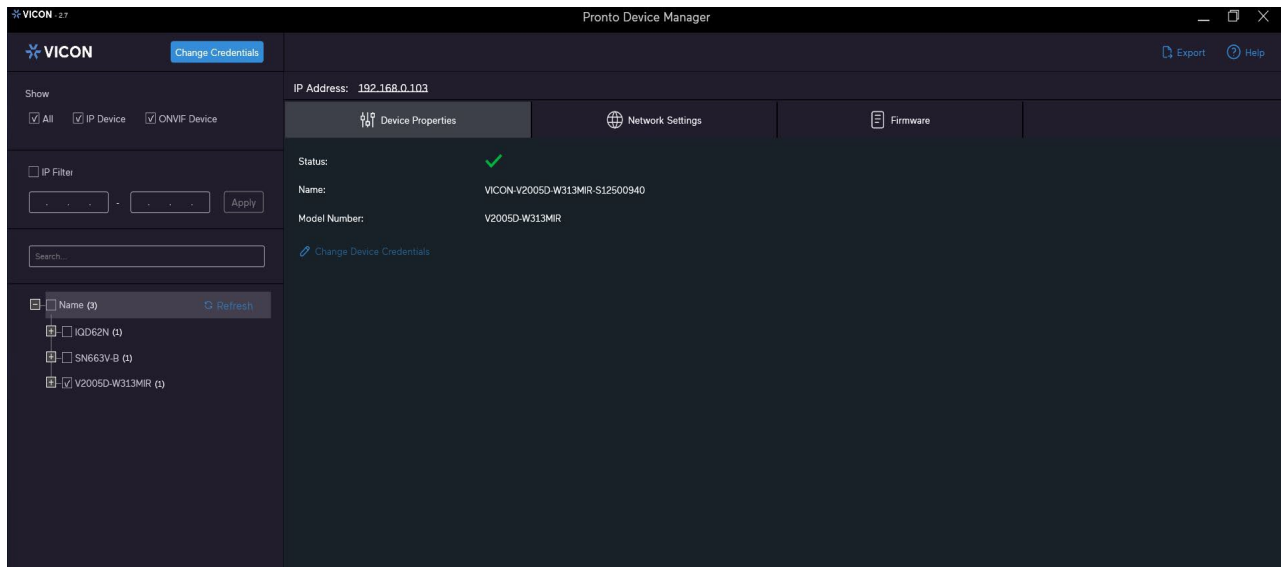 VICON - 2.7
Pronto Device Manager
VICON
Change Credentials
Export
Help
Show
All
IP Device
ONVIF Device
IP Address: 192.168.0.103
Device Properties
Network Settings
Firmware
IP Filter
. . . - . . .
Apply
Status:
Name: VICON-V2005D-W313MIR-S12500940
Model Number: V2005D-W313MIR
Change Device Credentials
Search...
Name (3)
Refresh
IQD62N (1)
SN663V-B (1)
V2005D-W313MIR (1)